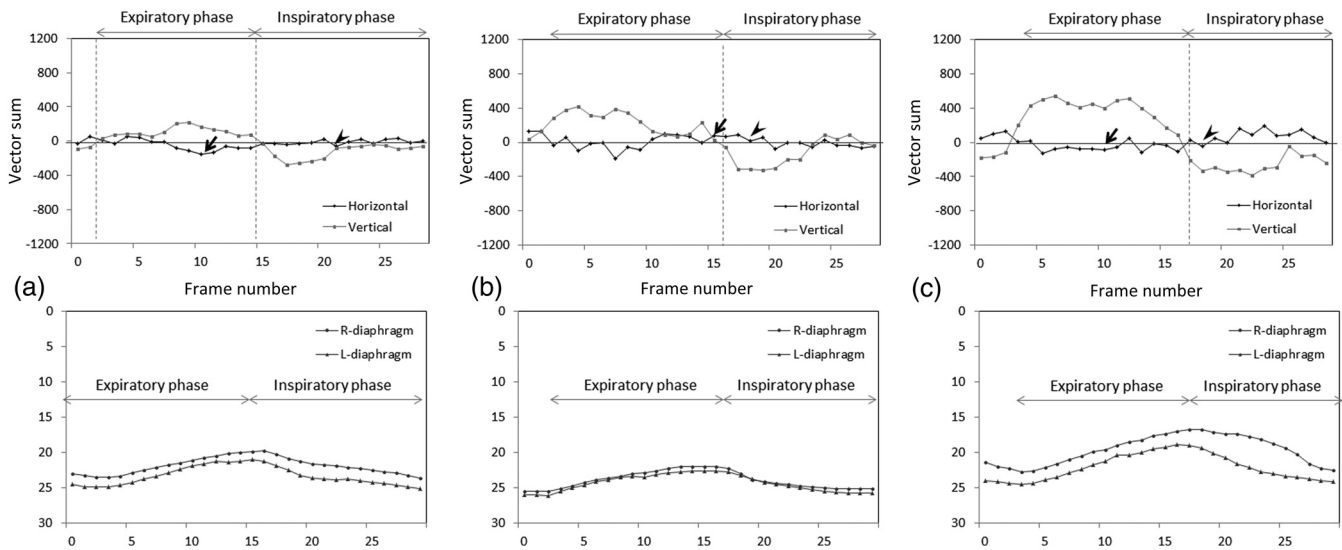 Expiratory phase Inspiratory phase Expiratory phase Inspiratory phase Expiratory phase Inspiratory phase
1200 1200 1200
800 800 800
400 400 400
0 0 0
-400 -400 -400
-800 -800 -800
-1200 -1200 -1200
Vector sum Vector sum Vector sum
Horizontal Horizontal Horizontal
Vertical Vertical Vertical
0 5 10 15 20 25 0 5 10 15 20 25 0 5 10 15 20 25
(a) Frame number (b) Frame number (c) Frame number
0 0 0
5 5 5
10 10 10
15 15 15
20 20 20
25 25 25
30 30 30
R-diaphragm R-diaphragm R-diaphragm
L-diaphragm L-diaphragm L-diaphragm
Expiratory phase Inspiratory phase Expiratory phase Inspiratory phase Expiratory phase Inspiratory phase
0 5 10 15 20 25 0 5 10 15 20 25 0 5 10 15 20 25